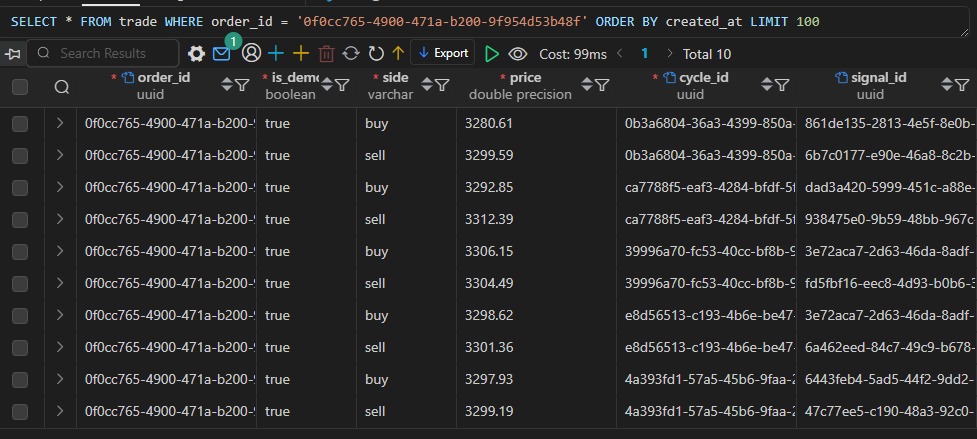 SELECT * FROM trade WHERE order_id = '0f0cc765-4900-471a-b200-9f954d53b48f' ORDER BY created_at LIMIT 100
Search Results 1 Export Cost: 99ms 1 Total 10
* order_id * is_demo * side * price * cycle_id * signal_id
uuid boolean varchar double precision uuid uuid
0f0cc765-4900-471a-b200-9 true buy 3280.61 0b3a6804-36a3-4399-850a- 861de135-2813-4e5f-8e0b-
0f0cc765-4900-471a-b200-9 true sell 3299.59 0b3a6804-36a3-4399-850a- 6b7c0177-e90e-46a8-8c2b-
0f0cc765-4900-471a-b200-9 true buy 3292.85 ca7788f5-eaf3-4284-bfdf-5f dad3a420-5999-451c-a88e-
0f0cc765-4900-471a-b200-9 true sell 3312.39 ca7788f5-eaf3-4284-bfdf-5f 938475e0-9b59-48bb-967c-
0f0cc765-4900-471a-b200-9 true buy 3306.15 39996a70-fc53-40cc-bf8b-9 3e72aca7-2d63-46da-8adf-
0f0cc765-4900-471a-b200-9 true sell 3304.49 39996a70-fc53-40cc-bf8b-9 fd5fbf16-eec8-4d93-b0b6-3
0f0cc765-4900-471a-b200-9 true buy 3298.62 e8d56513-c193-4b6e-be47- 3e72aca7-2d63-46da-8adf-
0f0cc765-4900-471a-b200-9 true sell 3301.36 e8d56513-c193-4b6e-be47- 6a462eed-84c7-49c9-b678-
0f0cc765-4900-471a-b200-9 true buy 3297.93 4a393fd1-57a5-45b6-9faa-2 6443feb4-5ad5-44f2-9dd2-
0f0cc765-4900-471a-b200-9 true sell 3299.19 4a393fd1-57a5-45b6-9faa-2 47c77ee5-c190-48a3-92c0-